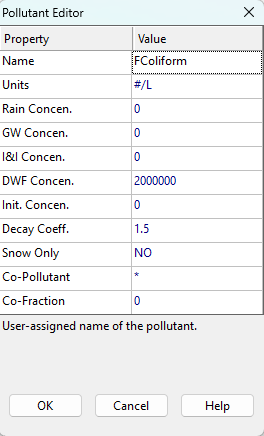 Pollutant Editor
Property Value
Name FColiform
Units #/L
Rain Concen. 0
GW Concen. 0
I&I Concen. 0
DWF Concen. 2000000
Init. Concen. 0
Decay Coeff. 1.5
Snow Only NO
Co-Pollutant *
Co-Fraction 0
User-assigned name of the pollutant.
OK Cancel Help